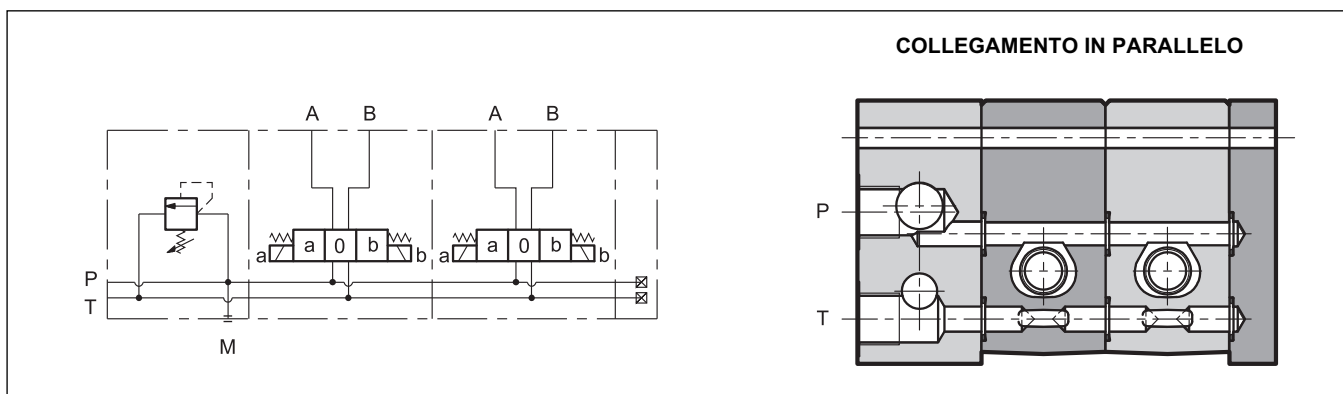 COLLEGAMENTO IN PARALLELO
A B A B
a a 0 b b a a 0 b b
P
T
M
P
T